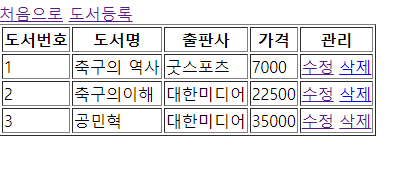 처음으로 도서등록
도서번호 도서명 출판사 가격 관리
1 축구의 역사 굿스포츠 7000 수정 삭제
2 축구의이해 대한미디어 22500 수정 삭제
3 공민혁 대한미디어 35000 수정 삭제